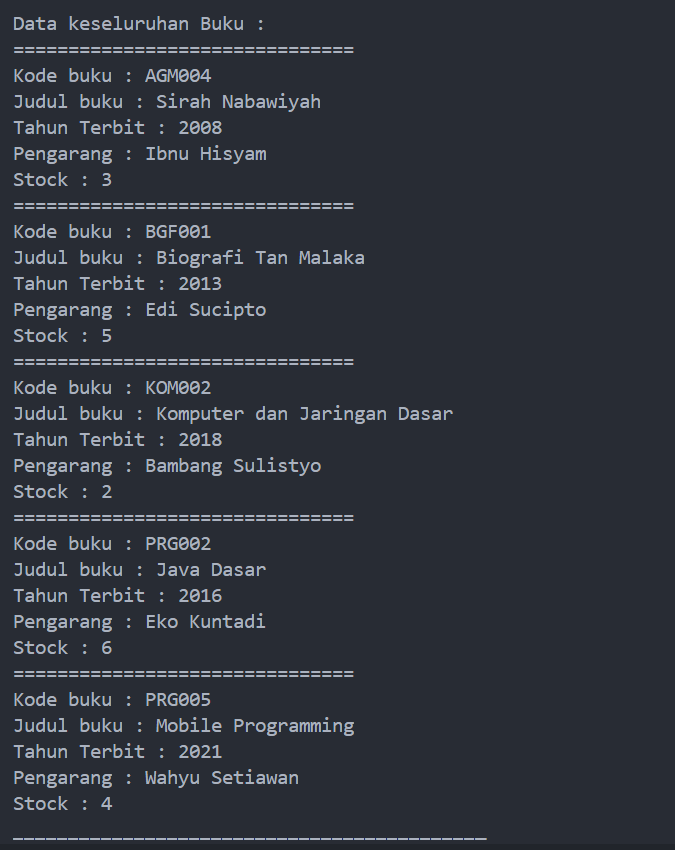 Data keseluruhan Buku :
===============================
Kode buku : AGM004
Judul buku : Sirah Nabawiyah
Tahun Terbit : 2008
Pengarang : Ibnu Hisyam
Stock : 3
===============================
Kode buku : BGF001
Judul buku : Biografi Tan Malaka
Tahun Terbit : 2013
Pengarang : Edi Sucipto
Stock : 5
===============================
Kode buku : KOM002
Judul buku : Komputer dan Jaringan Dasar
Tahun Terbit : 2018
Pengarang : Bambang Sulistyo
Stock : 2
===============================
Kode buku : PRG002
Judul buku : Java Dasar
Tahun Terbit : 2016
Pengarang : Eko Kuntadi
Stock : 6
===============================
Kode buku : PRG005
Judul buku : Mobile Programming
Tahun Terbit : 2021
Pengarang : Wahyu Setiawan
Stock : 4
___________________________________________